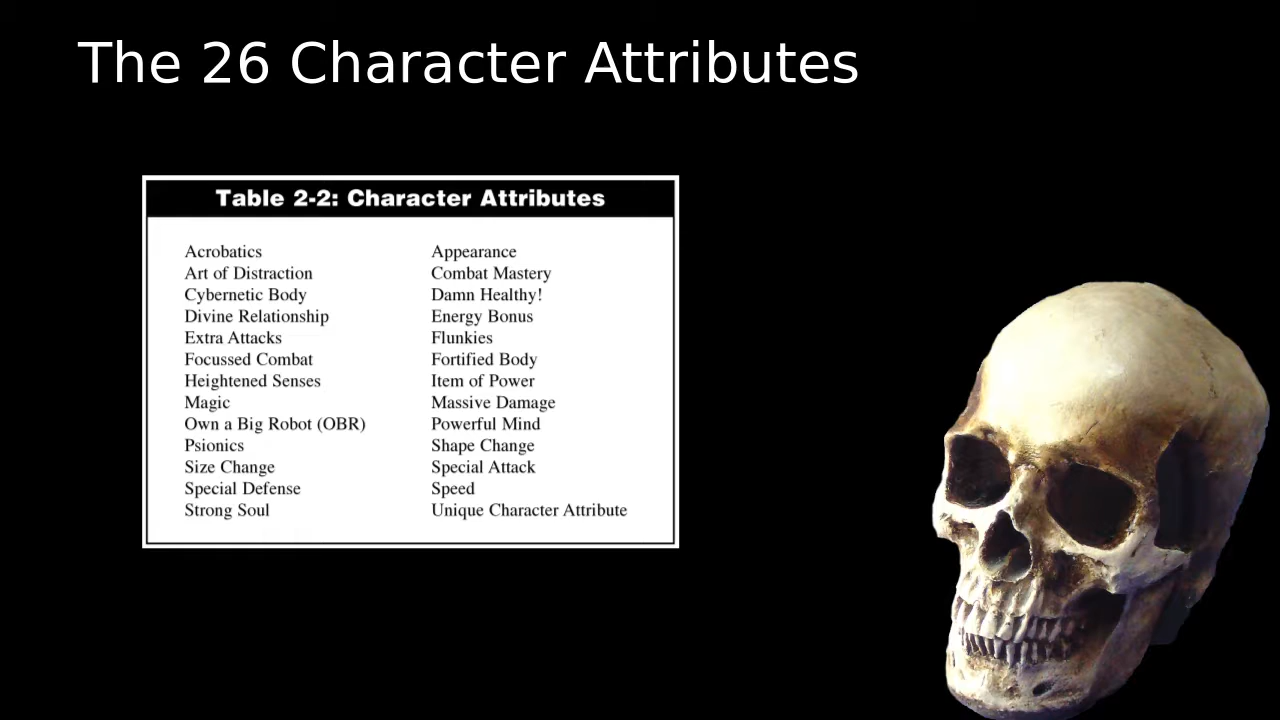 The 26 Character Attributes
Table 2-2: Character Attributes
Acrobatics
Art of Distraction
Cybernetic Body
Divine Relationship
Extra Attacks
Focussed Combat
Heightened Senses
Magic
Own a Big Robot (OBR)
Psionics
Size Change
Special Defense
Strong Soul
Appearance
Combat Mastery
Damn Healthy!
Energy Bonus
Flunkies
Fortified Body
Item of Power
Massive Damage
Powerful Mind
Shape Change
Special Attack
Speed
Unique Character Attribute